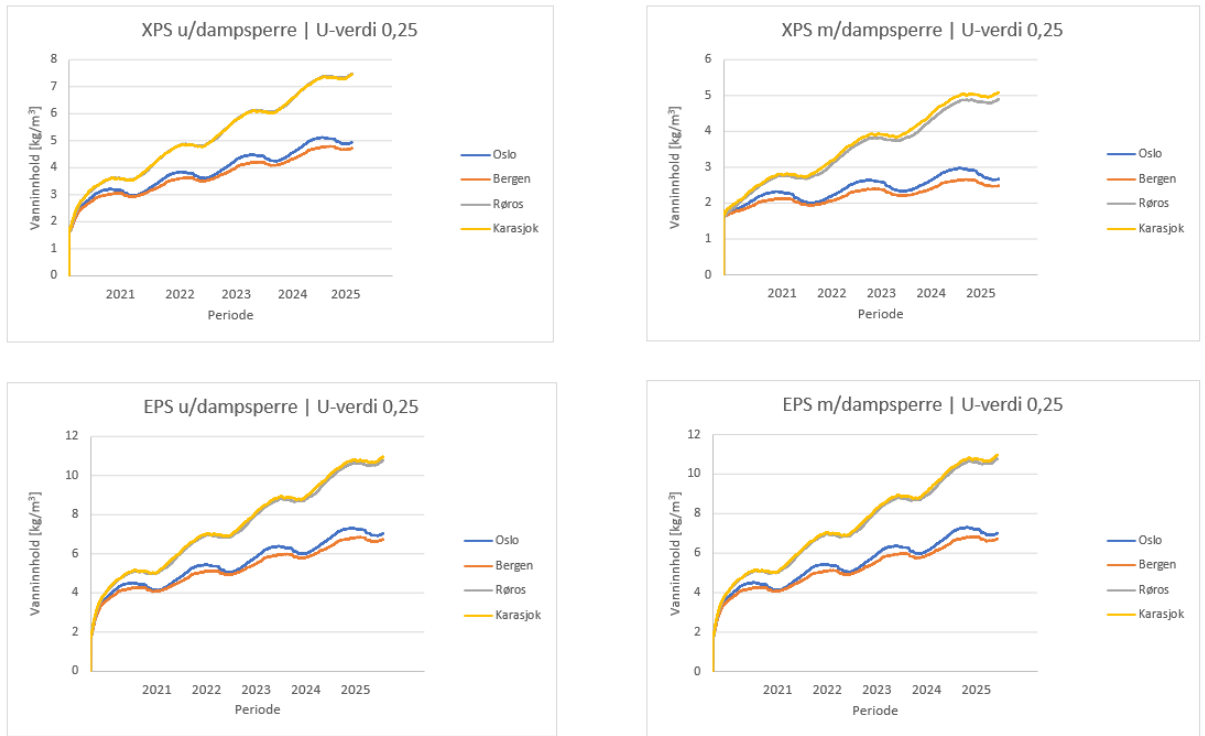 XPS u/dampsperre | U-verdi 0,25
8
7
6
5
4
3
2
1
0
Vanninnhold [kg/m³]
2021 2022 2023 2024 2025
Periode
Oslo
Bergen
Røros
Karasjok
XPS m/dampsperre | U-verdi 0,25
6
5
4
3
2
1
0
Vanninnhold [kg/m³]
2021 2022 2023 2024 2025
Periode
Oslo
Bergen
Røros
Karasjok
EPS u/dampsperre | U-verdi 0,25
12
10
8
6
4
2
0
Vanninnhold [kg/m³]
2021 2022 2023 2024 2025
Periode
Oslo
Bergen
Røros
Karasjok
EPS m/dampsperre | U-verdi 0,25
12
10
8
6
4
2
0
Vanninnhold [kg/m³]
2021 2022 2023 2024 2025
Periode
Oslo
Bergen
Røros
Karasjok